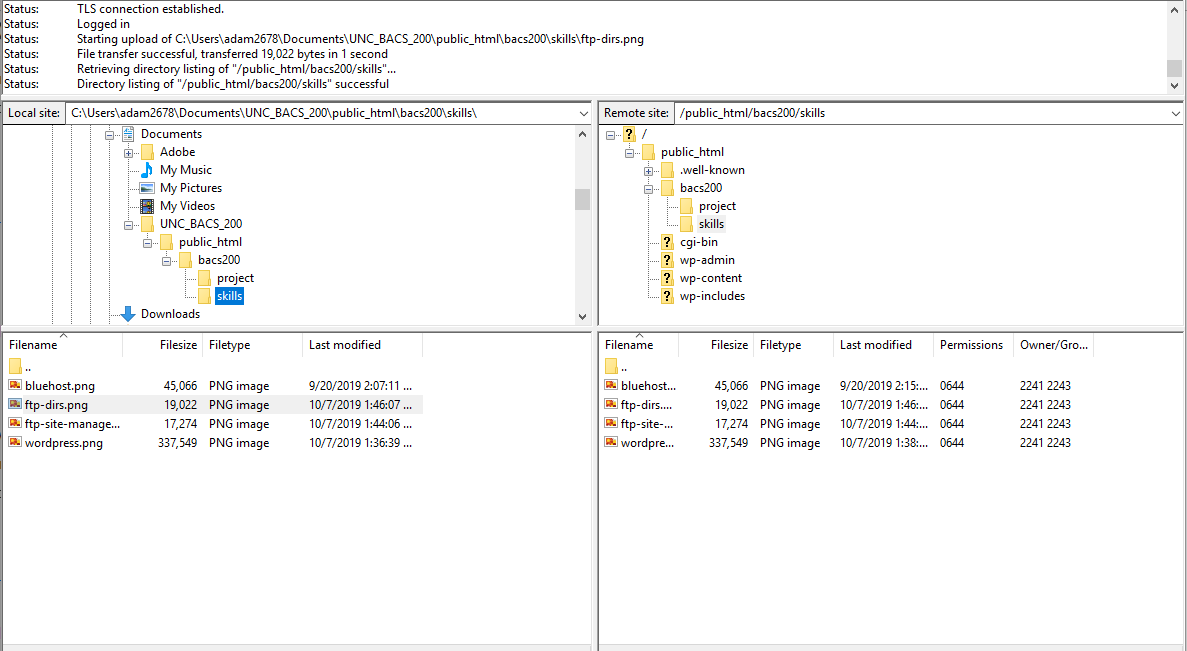 Status: TLS connection established.
Status: Logged in
Status: Starting upload of C:\Users\adam2678\Documents\UNC_BACS_200\public_html\bacs200\skills\ftp-dirs.png
Status: File transfer successful, transferred 19,022 bytes in 1 second
Status: Retrieving directory listing of "/public_html/bacs200/skills"...
Status: Directory listing of "/public_html/bacs200/skills" successful
Local site: C:\Users\adam2678\Documents\UNC_BACS_200\public_html\bacs200\skills\
Documents
Adobe
My Music
My Pictures
My Videos
UNC_BACS_200
public_html
bacs200
project
skills
Downloads
Remote site: /public_html/bacs200/skills
? /
public_html
.well-known
bacs200
project
skills
? cgi-bin
? wp-admin
? wp-content
? wp-includes
Filename Filesize Filetype Last modified
..
bluehost.png 45,066 PNG image 9/20/2019 2:07:11 ...
ftp-dirs.png 19,022 PNG image 10/7/2019 1:46:07 ...
ftp-site-manage... 17,274 PNG image 10/7/2019 1:44:06 ...
wordpress.png 337,549 PNG image 10/7/2019 1:36:39 ...
Filename Filesize Filetype Last modified Permissions Owner/Gro...
..
bluehost... 45,066 PNG image 9/20/2019 2:15:... 0644 2241 2243
ftp-dirs.... 19,022 PNG image 10/7/2019 1:46:... 0644 2241 2243
ftp-site-... 17,274 PNG image 10/7/2019 1:44:... 0644 2241 2243
wordpre... 337,549 PNG image 10/7/2019 1:38:... 0644 2241 2243